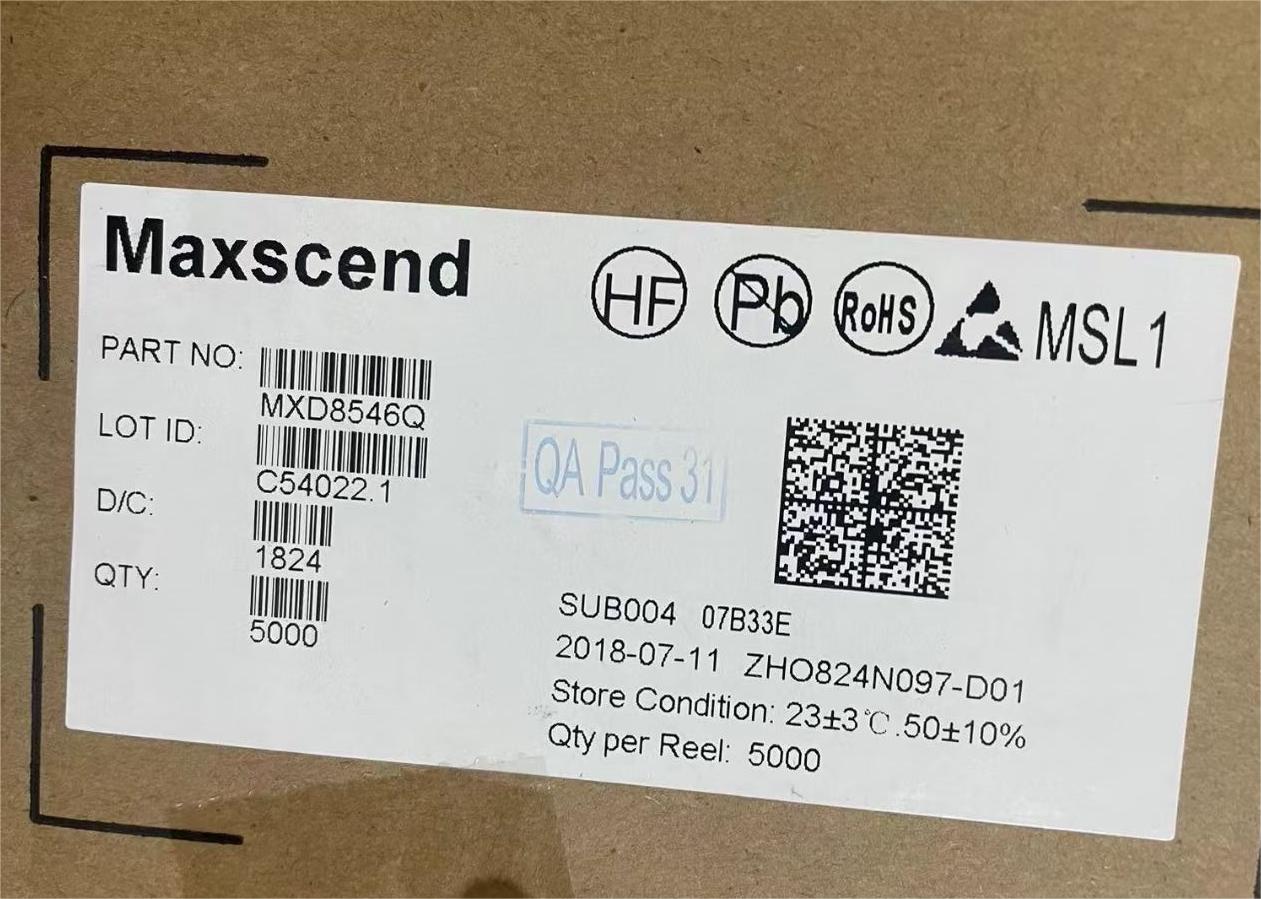 Maxscend
HF Pb RoHS MSL1
PART NO:
MXD8546Q
LOT ID:
C54022.1
D/C:
1824
QTY:
5000
QA Pass 31
SUB004 07B33E
2018-07-11 ZHO824N097-D01
Store Condition: 23±3℃.50±10%
Qty per Reel: 5000